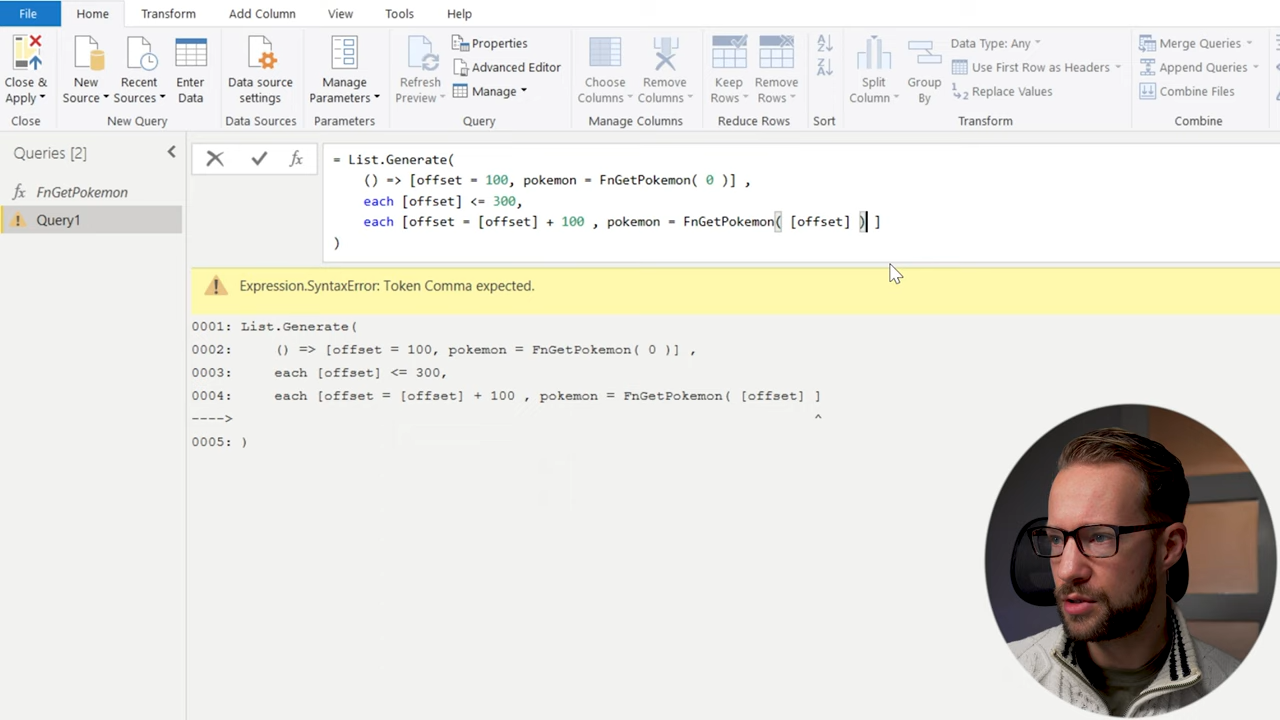 File Home Transform Add Column View Tools Help
Close & Apply
New Source
Recent Sources
Enter Data
Data source settings
Manage Parameters
Refresh Preview
Properties
Advanced Editor
Manage
Choose Columns
Remove Columns
Keep Rows
Remove Rows
Split Column
Group By
Data Type: Any
Use First Row as Headers
Replace Values
Merge Queries
Append Queries
Combine Files
Close New Query Data Sources Parameters Query Manage Columns Reduce Rows Sort Transform Combine
Queries [2]
FnGetPokemon
Query1
fx
= List.Generate(
() => [offset = 100, pokemon = FnGetPokemon( 0 )] ,
each [offset] <= 300,
each [offset = [offset] + 100 , pokemon = FnGetPokemon( [offset] ) ]
)
Expression.SyntaxError: Token Comma expected.
0001: List.Generate(
0002: () => [offset = 100, pokemon = FnGetPokemon( 0 )] ,
0003: each [offset] <= 300,
0004: each [offset = [offset] + 100 , pokemon = FnGetPokemon( [offset] ]
----> ^
0005: )